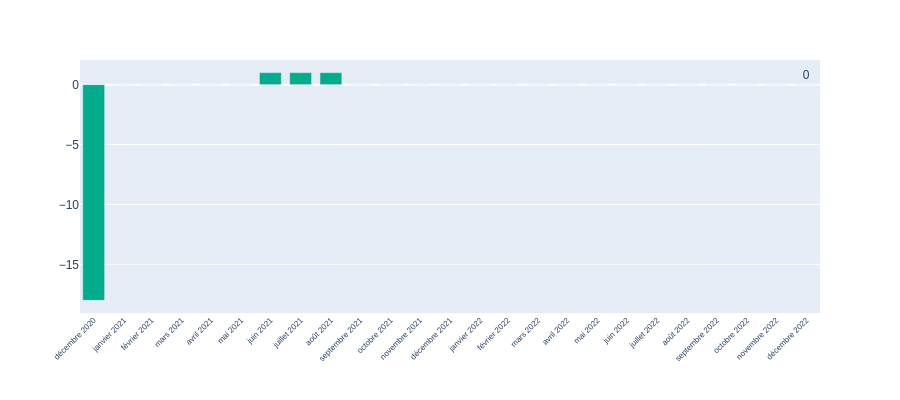 0
0
−5
−10
−15
décembre 2020
janvier 2021
février 2021
mars 2021
avril 2021
mai 2021
juin 2021
juillet 2021
août 2021
septembre 2021
octobre 2021
novembre 2021
décembre 2021
janvier 2022
février 2022
mars 2022
avril 2022
mai 2022
juin 2022
juillet 2022
août 2022
septembre 2022
octobre 2022
novembre 2022
décembre 2022